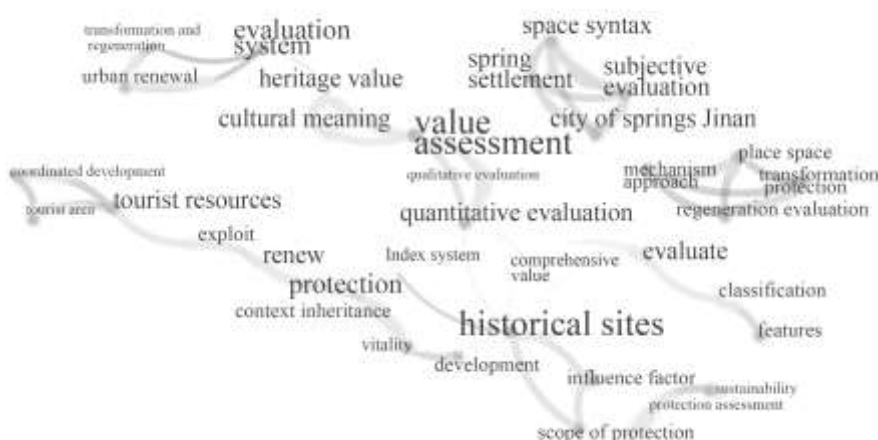 transformation and
regeneration
evaluation
system
urban renewal
heritage value
cultural meaning
space syntax
spring
settlement
subjective
evaluation
city of springs Jinan
value
assessment
qualitative evaluation
quantitative evaluation
place space
mechanism
approach
transformation
protection
regeneration evaluation
coordinated development
tourist area
tourist resources
exploit
renew
protection
context inheritance
vitality
development
Index system
comprehensive
value
evaluate
classification
features
historical sites
influence factor
sustainability
protection assessment
scope of protection